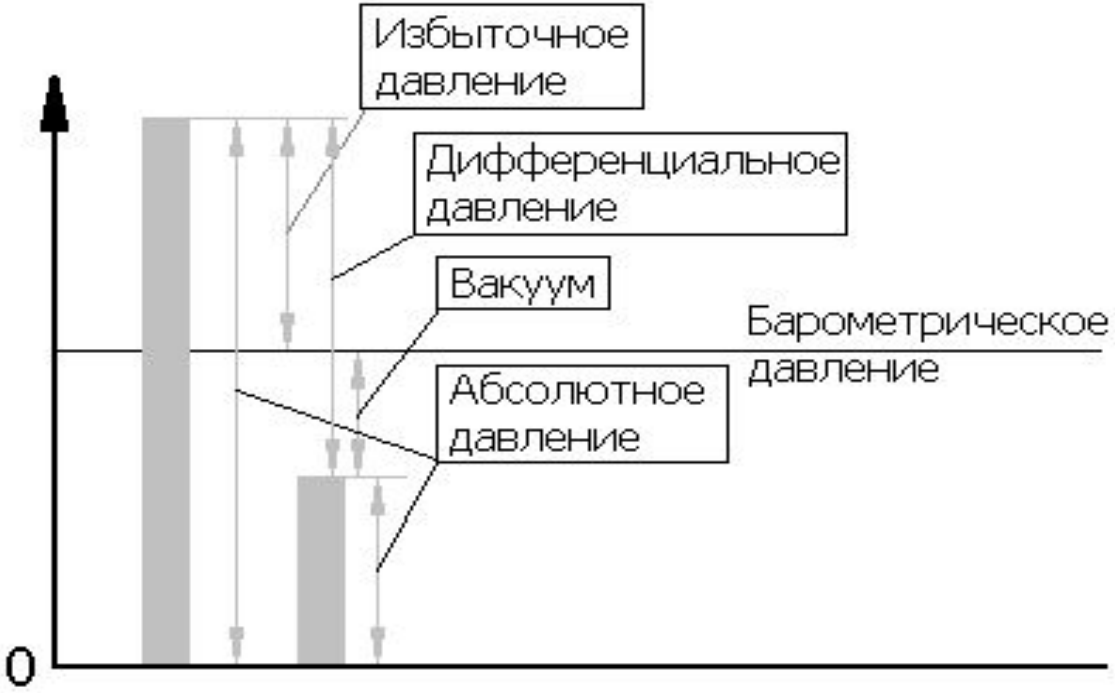 Избыточное
давление
Дифференциальное
давление
Вакуум
Барометрическое
давление
Абсолютное
давление
0